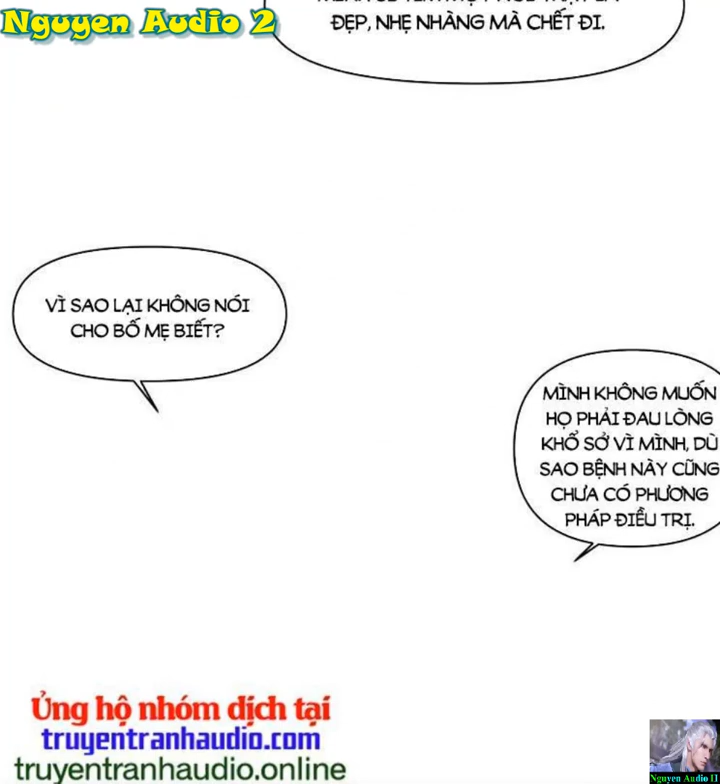 Nguyen Audio 2
ĐẸP, NHẸ NHÀNG MÀ CHẾT ĐI.
VÌ SAO LẠI KHÔNG NÓI
CHO BỐ MẸ BIẾT?
MÌNH KHÔNG MUỐN
HỌ PHẢI ĐAU LÒNG
KHỔ SỞ VÌ MÌNH, DÙ
SAO BỆNH NÀY CŨNG
CHƯA CÓ PHƯƠNG
PHÁP ĐIỀU TRỊ.
Ủng hộ nhóm dịch tại
truyentranhaudio.com
truyentranhaudio.online
Nguyen Audio 11